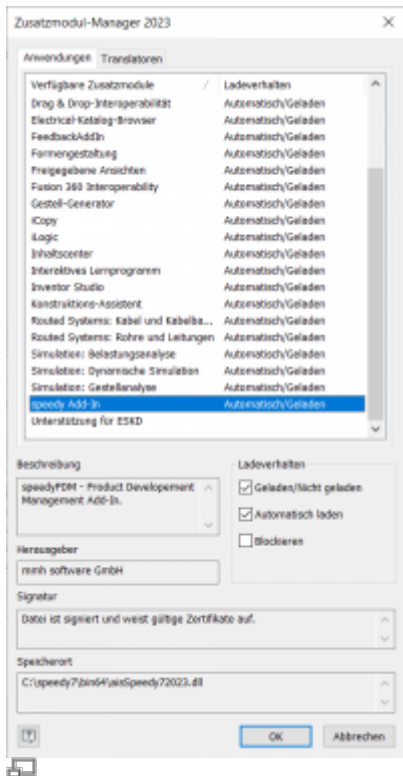 Zusatzmodul-Manager 2023
Anwendungen Translatoren
Verfügbare Zusatzmodule / Ladeverhalten
Drag & Drop-Interoperabilität Automatisch/Geladen
Electrical-Katalog-Browser Automatisch/Geladen
FeedbackAddIn Automatisch/Geladen
Formengestaltung Automatisch/Geladen
Freigegebene Ansichten Automatisch/Geladen
Fusion 360 Interoperability Automatisch/Geladen
Gestell-Generator Automatisch/Geladen
iCopy Automatisch/Geladen
iLogic Automatisch/Geladen
Inhaltscenter Automatisch/Geladen
Interaktives Lernprogramm Automatisch/Geladen
Inventor Studio Automatisch/Geladen
Konstruktions-Assistent Automatisch/Geladen
Routed Systems: Kabel und Kabelba... Automatisch/Geladen
Routed Systems: Rohre und Leitungen Automatisch/Geladen
Simulation: Belastungsanalyse Automatisch/Geladen
Simulation: Dynamische Simulation Automatisch/Geladen
Simulation: Gestellanalyse Automatisch/Geladen
speedy Add-In Automatisch/Geladen
Unterstützung für ESKD
Beschreibung
speedyPDM - Product Developement
Management Add-In.
Ladeverhalten
Geladen/Nicht geladen
Automatisch laden
Blockieren
Herausgeber
mmh software GmbH
Signatur
Datei ist signiert und weist gültige Zertifikate auf.
Speicherort
C:\speedy7\bin64\aisSpeedy72023.dll
OK Abbrechen